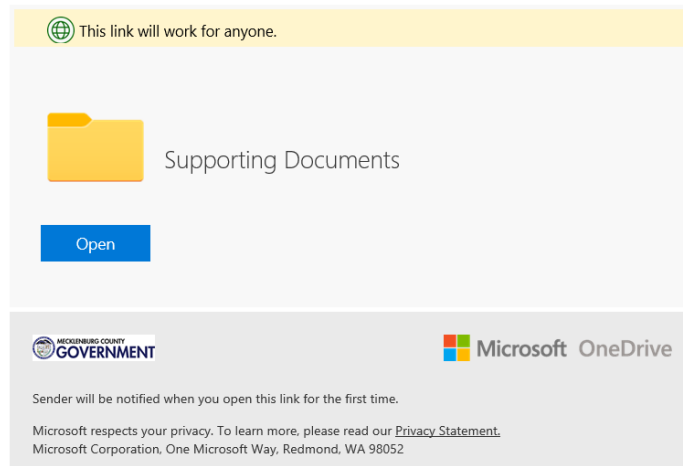 This link will work for anyone.
Supporting Documents
Open
MECKLENBURG COUNTY
GOVERNMENT
Microsoft OneDrive
Sender will be notified when you open this link for the first time.
Microsoft respects your privacy. To learn more, please read our Privacy Statement.
Microsoft Corporation, One Microsoft Way, Redmond, WA 98052